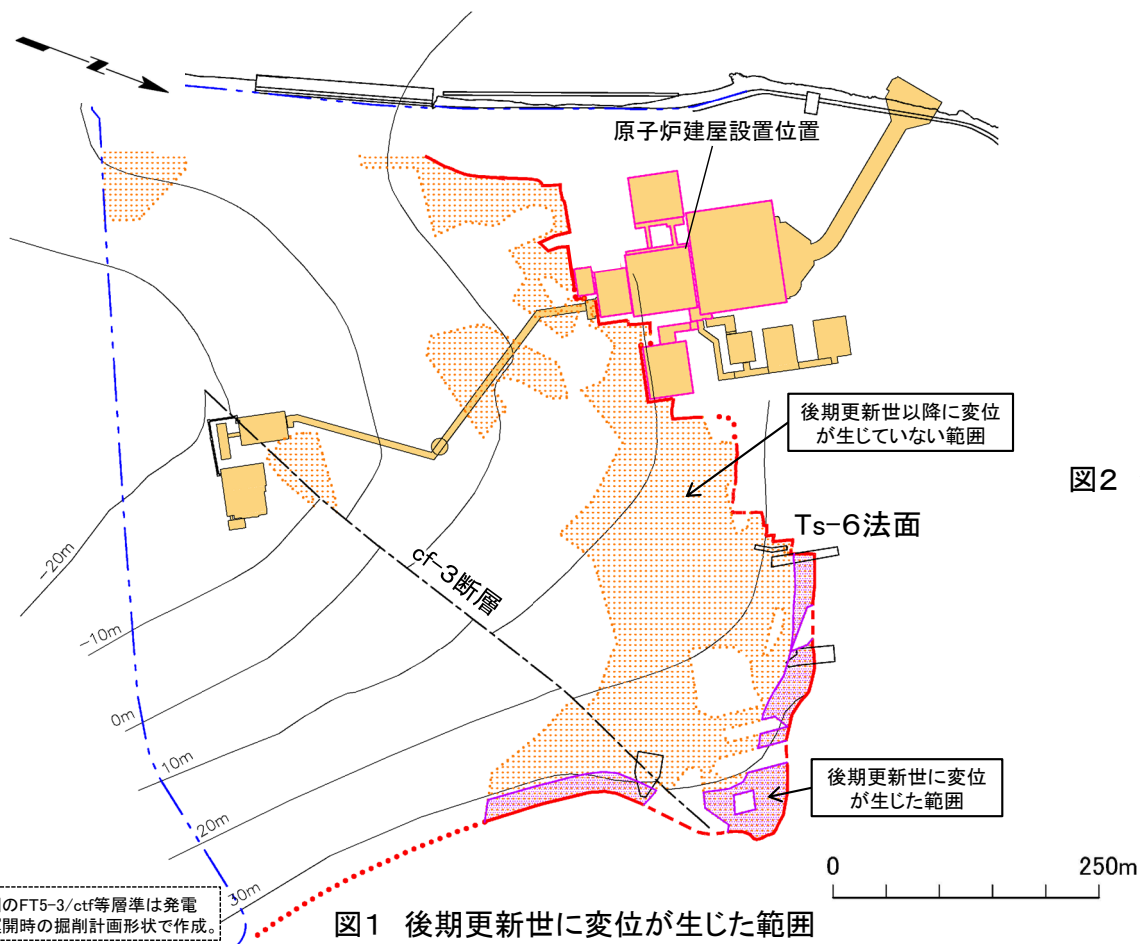 原子炉建屋設置位置
後期更新世以降に変位
が生じていない範囲
図2
Ts-6法面
cf-3断層
-20m
-10m
0m
10m
20m
30m
後期更新世に変位
が生じた範囲
0
250m
のFT5-3/ctf等層準は発電
開時の掘削計画形状で作成。
図1 後期更新世に変位が生じた範囲